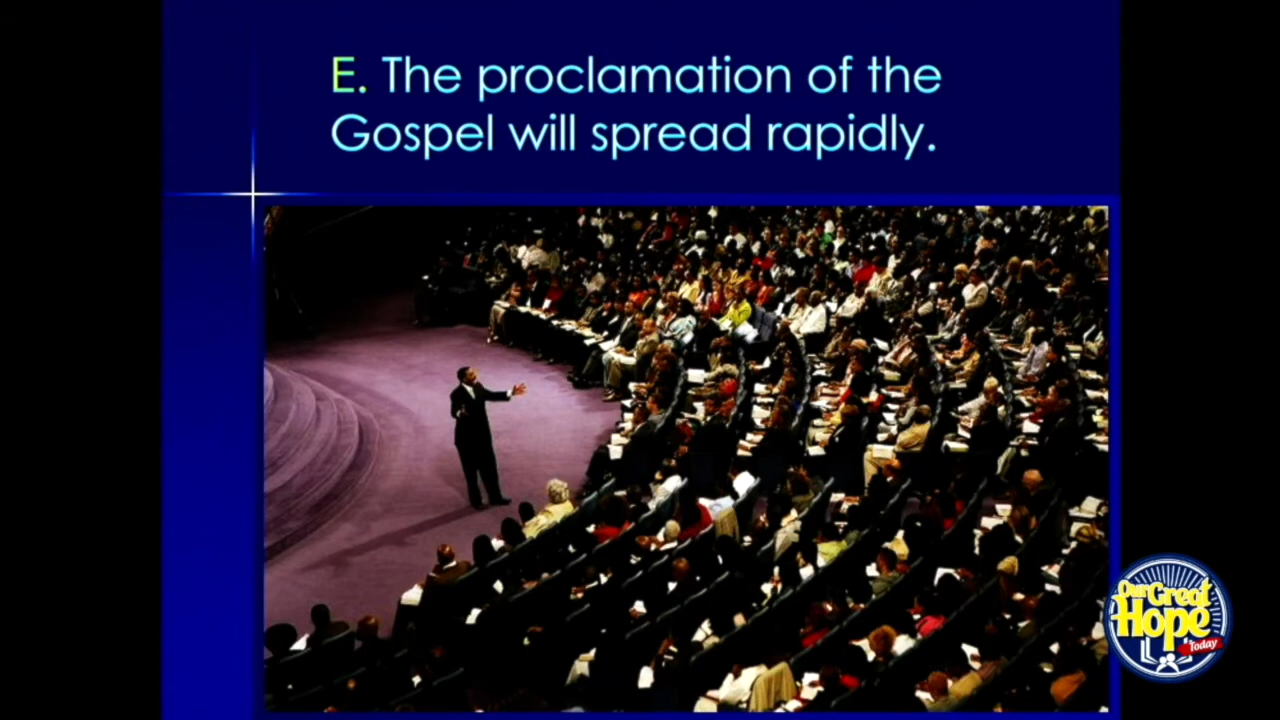 E. The proclamation of the
Gospel will spread rapidly.
Our Great
Hope
Today